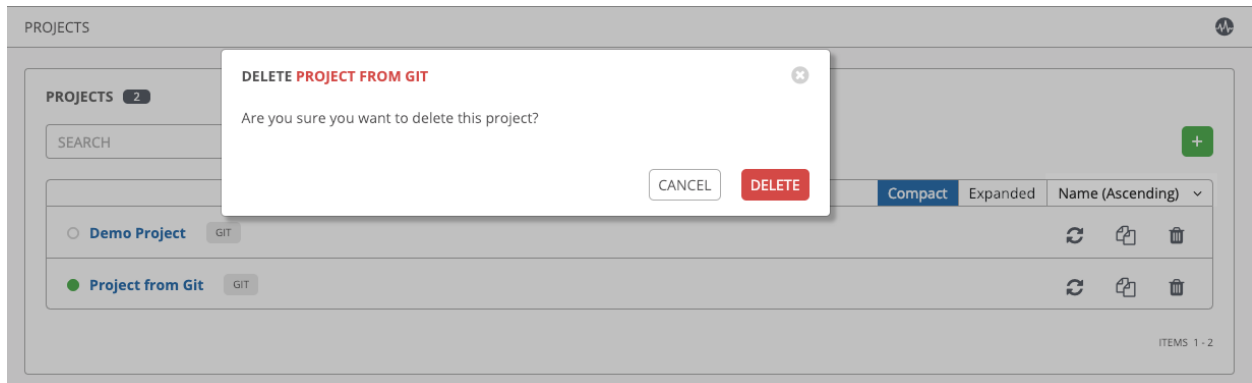 PROJECTS
DELETE PROJECT FROM GIT
Are you sure you want to delete this project?
CANCEL DELETE
PROJECTS 2
SEARCH
+
Compact Expanded Name (Ascending)
Demo Project GIT
Project from Git GIT
ITEMS 1 - 2